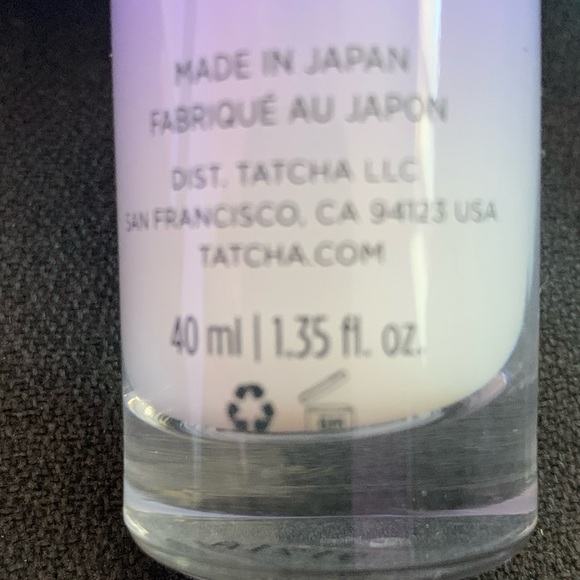 MADE IN JAPAN
FABRIQUÉ AU JAPON
DIST. TATCHA LLC
SAN FRANCISCO, CA 94123 USA
TATCHA.COM
40 ml | 1.35 fl. oz.